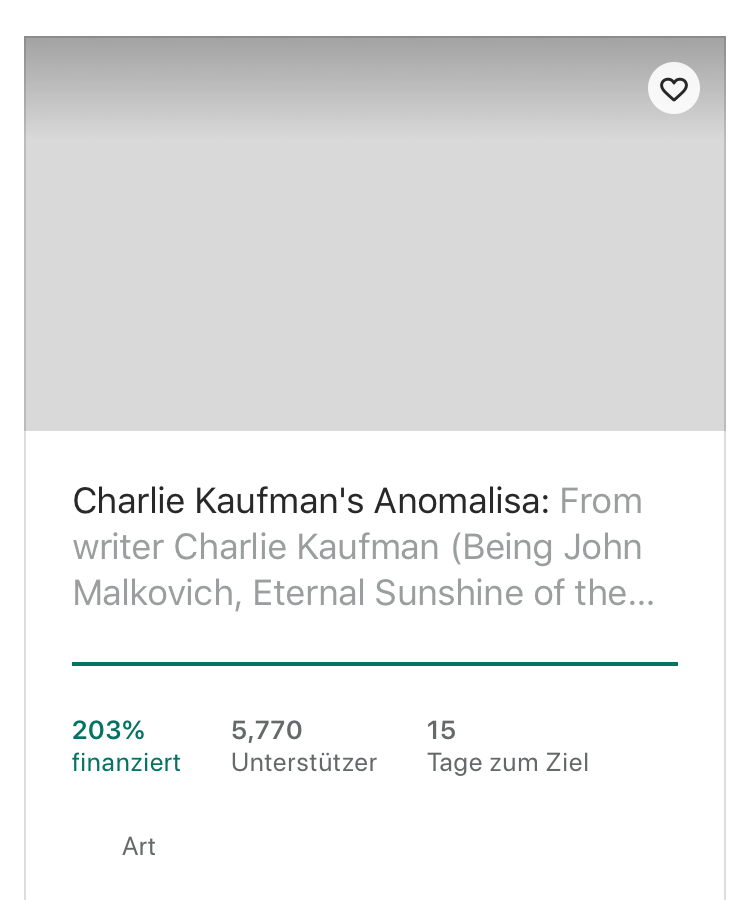 Charlie Kaufman's Anomalisa: From
writer Charlie Kaufman (Being John
Malkovich, Eternal Sunshine of the...
203% 5,770 15
finanziert Unterstützer Tage zum Ziel
Art